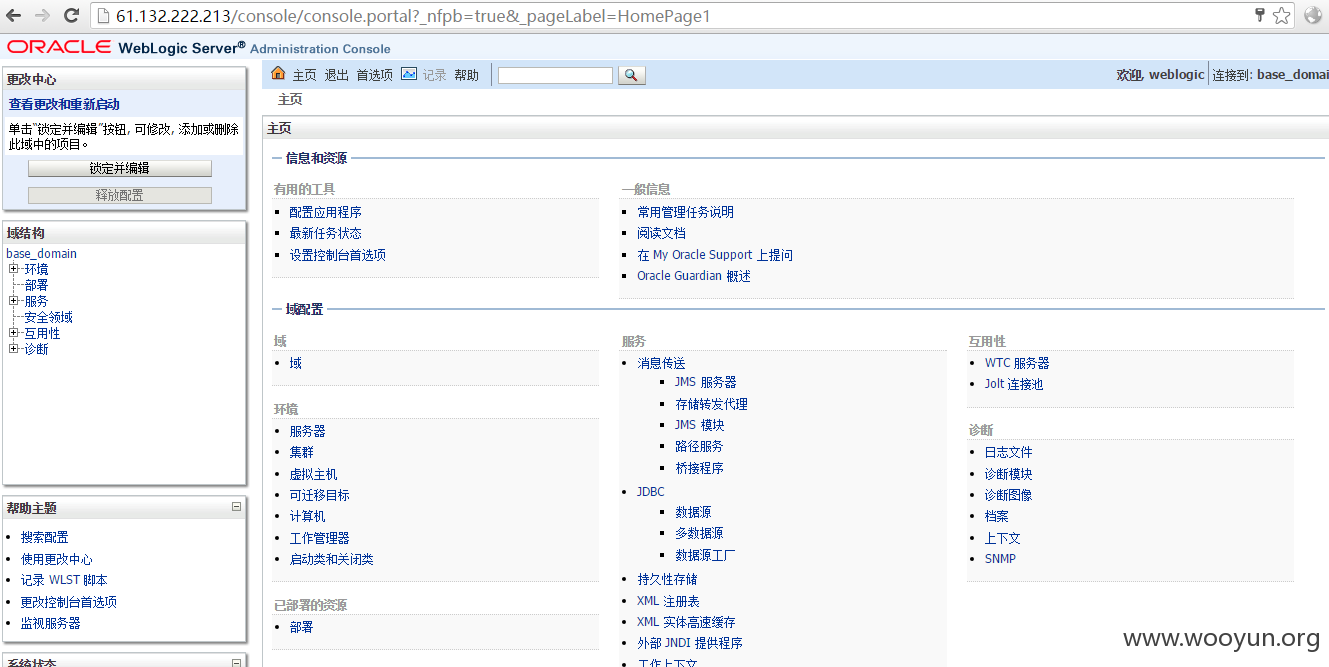 61.132.222.213/console/console.portal?_nfpb=true&_pageLabel=HomePage1
ORACLE WebLogic Server® Administration Console
更改中心
查看更改和重新启动
单击"锁定并编辑"按钮, 可修改, 添加或删除
此域中的项目。
锁定并编辑
释放配置
域结构
base_domain
环境
部署
服务
安全领域
互用性
诊断
帮助主题
搜索配置
使用更改中心
记录 WLST 脚本
更改控制台首选项
监视服务器
系统状态
主页 退出 首选项 记录 帮助
欢迎, weblogic 连接到: base_domai
主页
主页
信息和资源
有用的工具
配置应用程序
最新任务状态
设置控制台首选项
一般信息
常用管理任务说明
阅读文档
在 My Oracle Support 上提问
Oracle Guardian 概述
域配置
域
域
环境
服务器
集群
虚拟主机
可迁移目标
计算机
工作管理器
启动类和关闭类
已部署的资源
部署
服务
消息传送
JMS 服务器
存储转发代理
JMS 模块
路径服务
桥接程序
JDBC
数据源
多数据源
数据源工厂
持久性存储
XML 注册表
XML 实体高速缓存
外部 JNDI 提供程序
工作上下文
互用性
WTC 服务器
Jolt 连接池
诊断
日志文件
诊断模块
诊断图像
档案
上下文
SNMP
www.wooyun.org